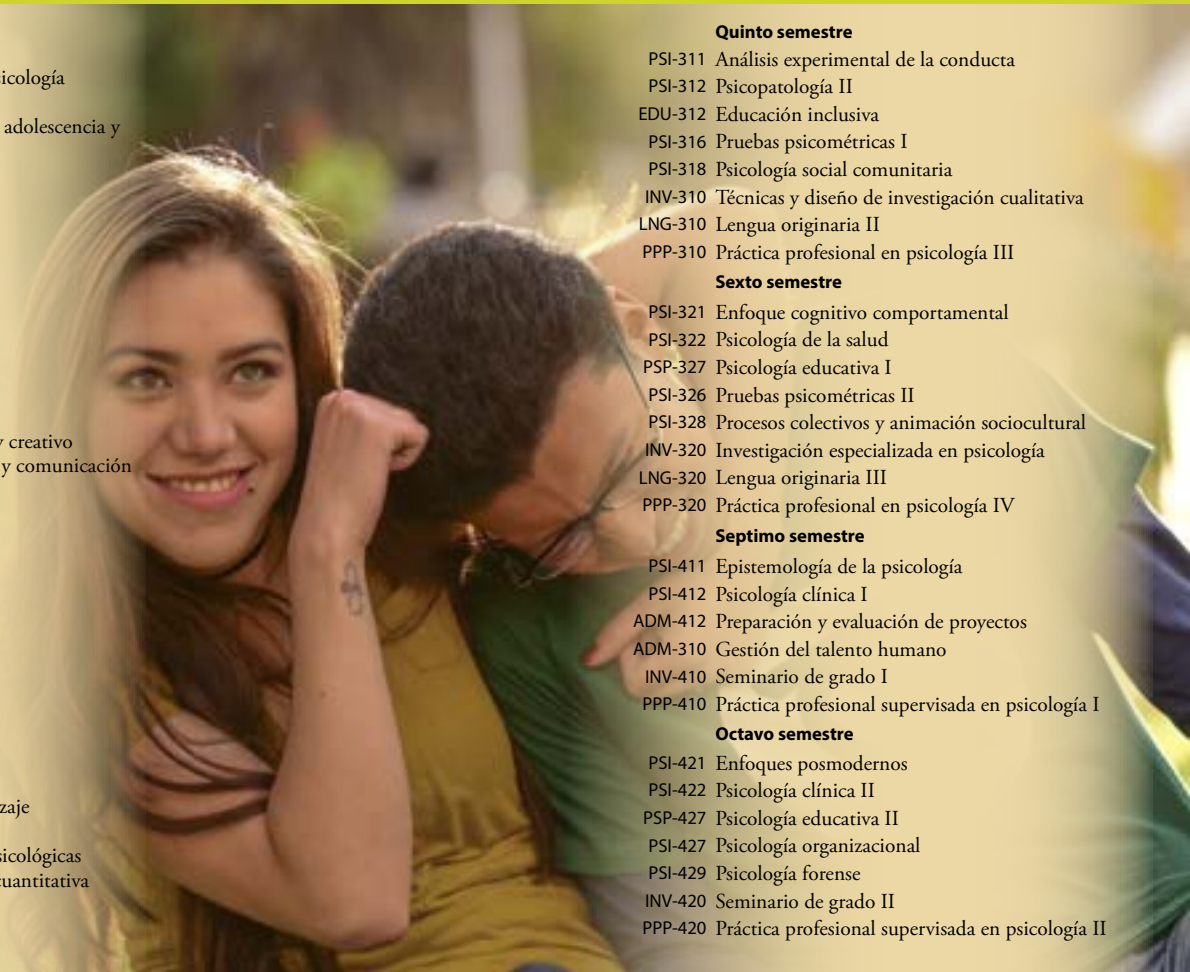 icología
adolescencia y
y creativo
y comunicación
zaje
sicológicas
cuantitativa
Quinto semestre
PSI-311 Análisis experimental de la conducta
PSI-312 Psicopatología II
EDU-312 Educación inclusiva
PSI-316 Pruebas psicométricas I
PSI-318 Psicología social comunitaria
INV-310 Técnicas y diseño de investigación cualitativa
LNG-310 Lengua originaria II
PPP-310 Práctica profesional en psicología III
Sexto semestre
PSI-321 Enfoque cognitivo comportamental
PSI-322 Psicología de la salud
PSP-327 Psicología educativa I
PSI-326 Pruebas psicométricas II
PSI-328 Procesos colectivos y animación sociocultural
INV-320 Investigación especializada en psicología
LNG-320 Lengua originaria III
PPP-320 Práctica profesional en psicología IV
Septimo semestre
PSI-411 Epistemología de la psicología
PSI-412 Psicología clínica I
ADM-412 Preparación y evaluación de proyectos
ADM-310 Gestión del talento humano
INV-410 Seminario de grado I
PPP-410 Práctica profesional supervisada en psicología I
Octavo semestre
PSI-421 Enfoques posmodernos
PSI-422 Psicología clínica II
PSP-427 Psicología educativa II
PSI-427 Psicología organizacional
PSI-429 Psicología forense
INV-420 Seminario de grado II
PPP-420 Práctica profesional supervisada en psicología II